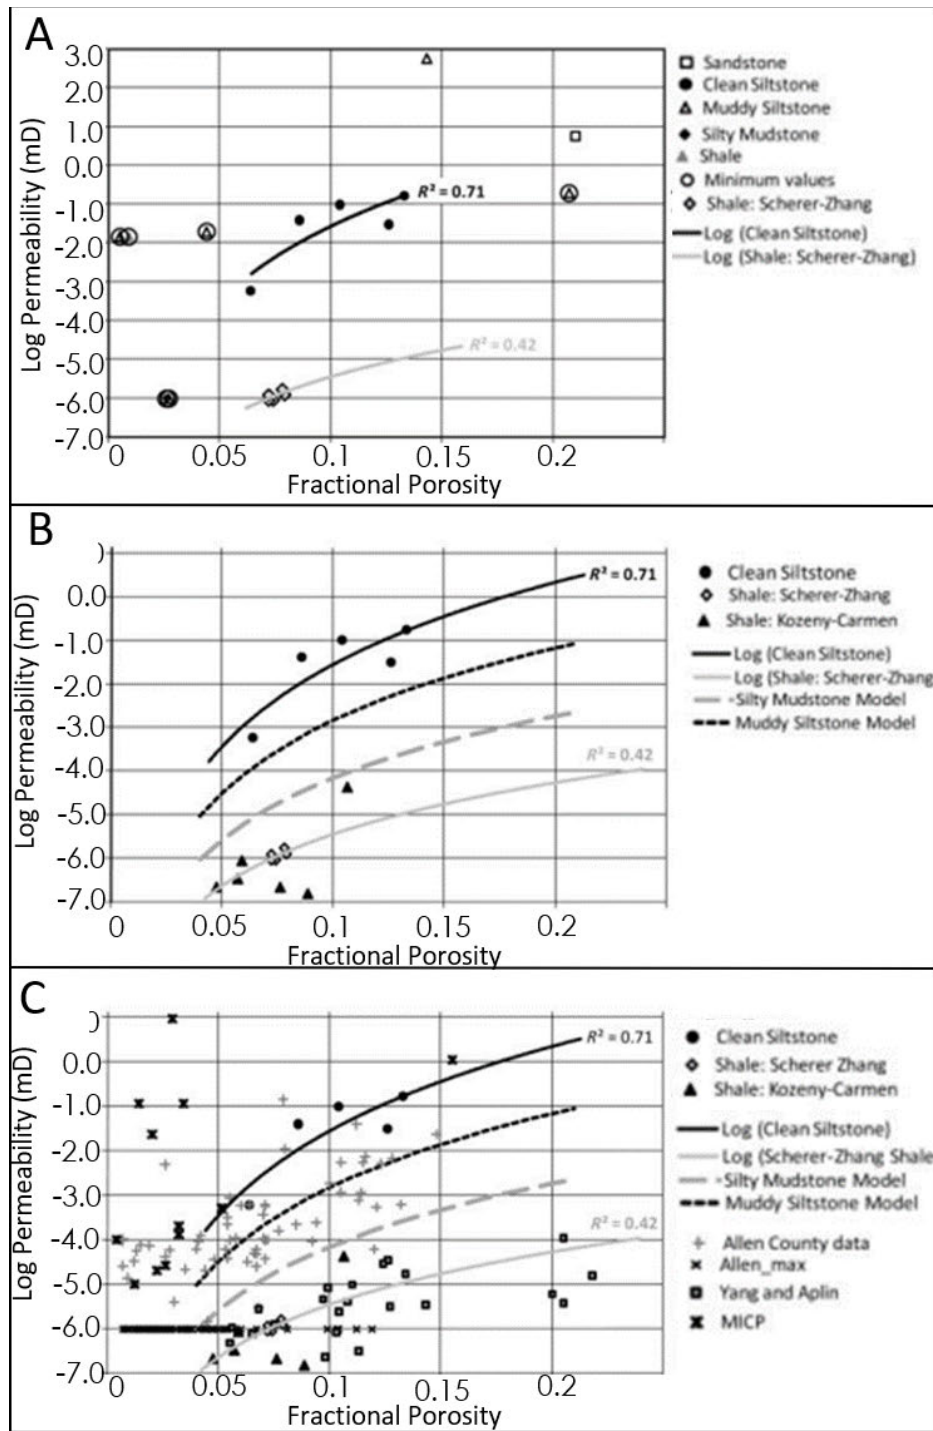 A
3.0
2.0
1.0
0.0
-1.0
-2.0
-3.0
-4.0
-5.0
-6.0
-7.0
Log Permeability (mD)
R² = 0.71
R² = 0.42
0 0.05 0.1 0.15 0.2
Fractional Porosity
Sandstone
Clean Siltstone
Muddy Siltstone
Silty Mudstone
Shale
Minimum values
Shale: Scherer-Zhang
Log (Clean Siltstone)
Log (Shale: Scherer-Zhang)
B
)
0.0
-1.0
-2.0
-3.0
-4.0
-5.0
-6.0
-7.0
Log Permeability (mD)
R² = 0.71
R² = 0.42
0 0.05 0.1 0.15 0.2
Fractional Porosity
Clean Siltstone
Shale: Scherer-Zhang
Shale: Kozeny-Carmen
Log (Clean Siltstone)
Log (Shale: Scherer-Zhang
Silty Mudstone Model
Muddy Siltstone Model
C
)
0.0
-1.0
-2.0
-3.0
-4.0
-5.0
-6.0
-7.0
Log Permeability (mD)
R² = 0.71
R² = 0.42
0 0.05 0.1 0.15 0.2
Fractional Porosity
Clean Siltstone
Shale: Scherer Zhang
Shale: Kozeny-Carmen
Log (Clean Siltstone)
Log (Scherer-Zhang Shale
Silty Mudstone Model
Muddy Siltstone Model
Allen County data
Allen_max
Yang and Aplin
MICP